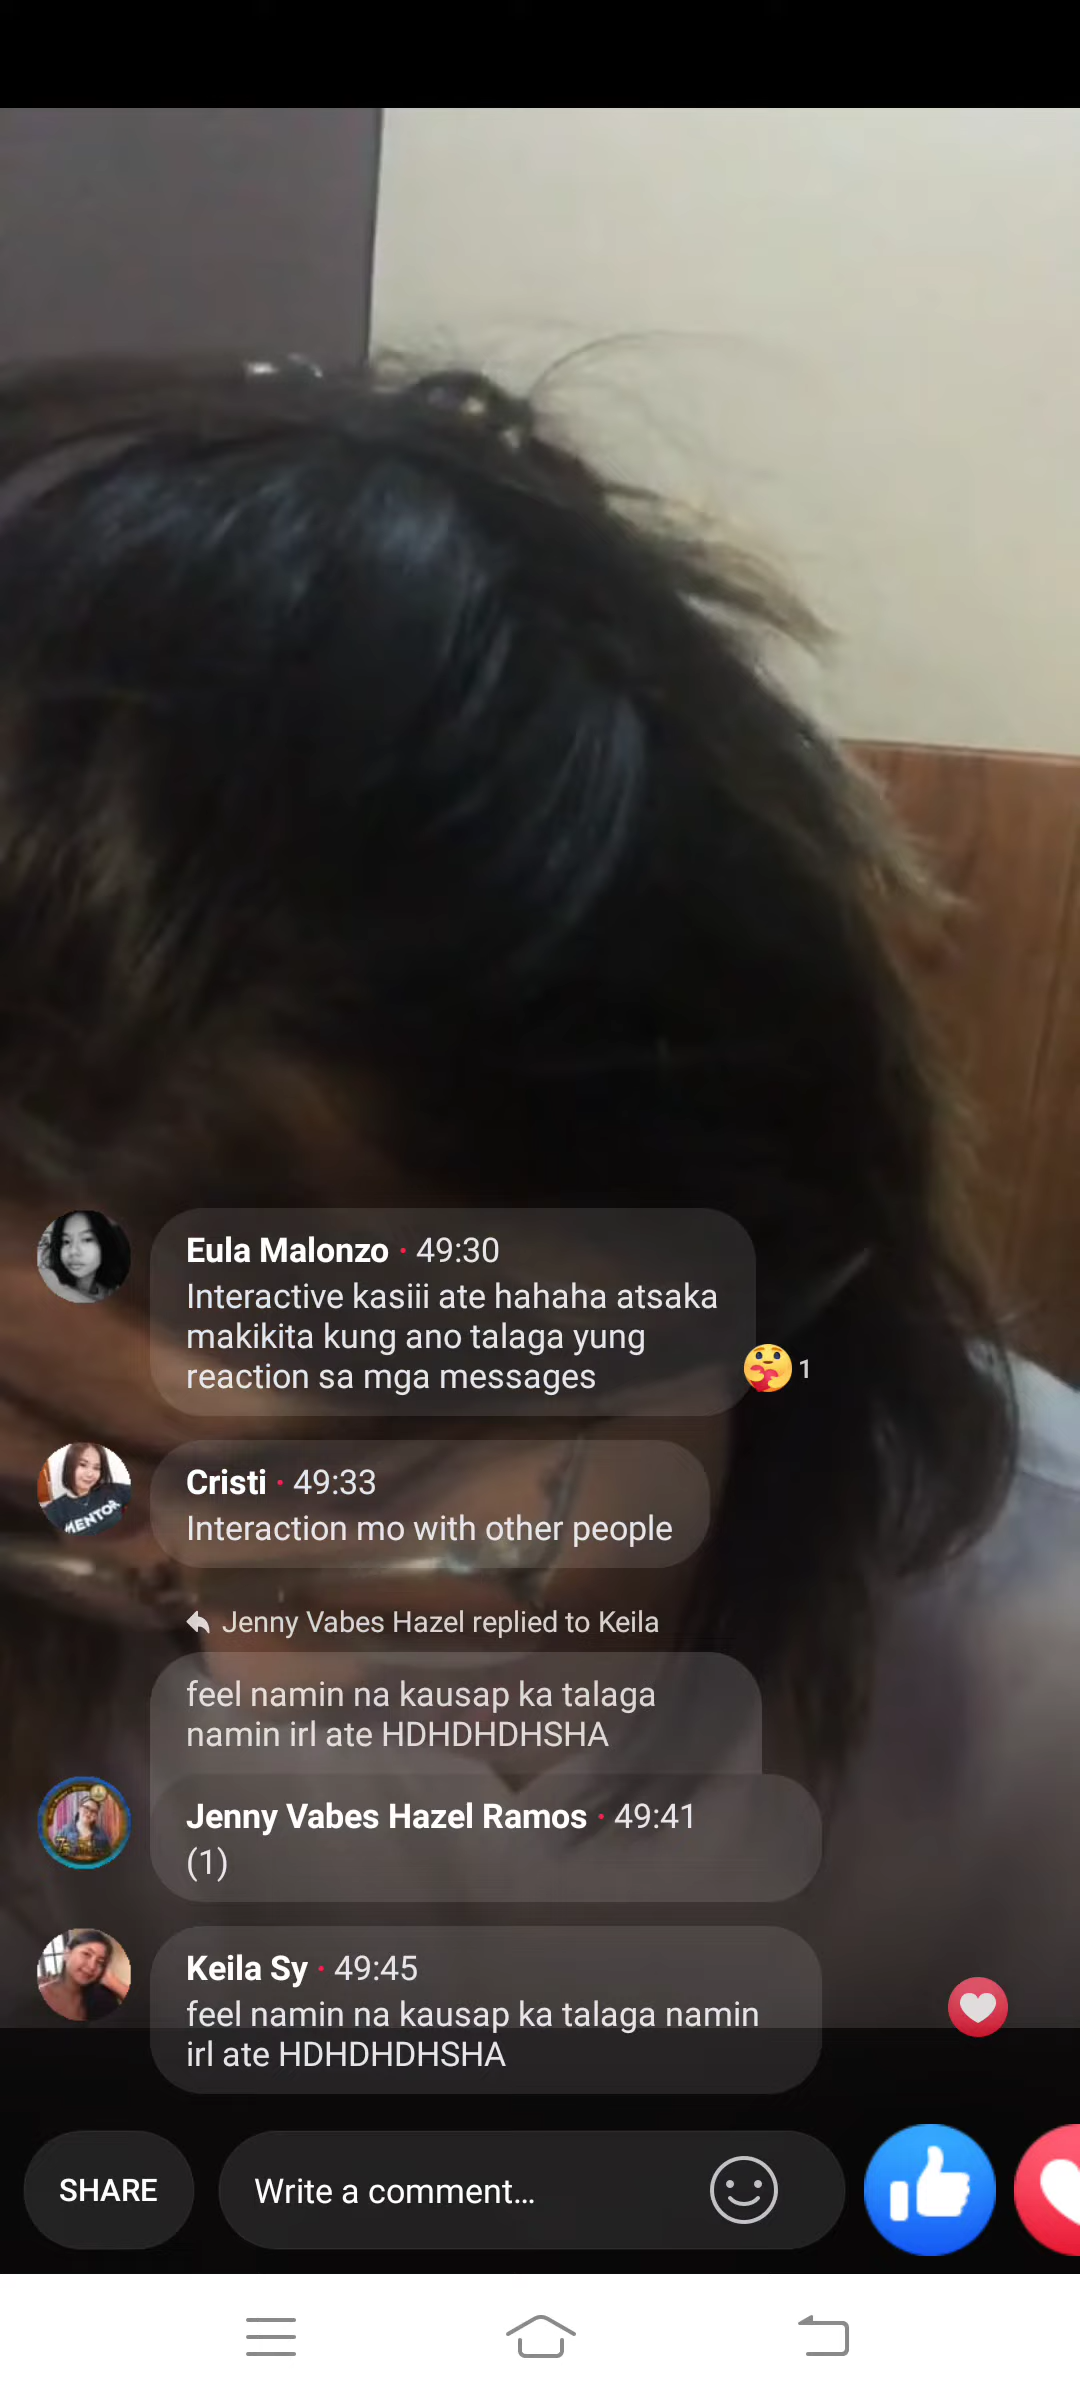 Eula Malonzo · 49:30
Interactive kasiii ate hahaha atsaka
makikita kung ano talaga yung
reaction sa mga messages
1
Cristi · 49:33
MENTOR
Interaction mo with other people
Jenny Vabes Hazel replied to Keila
feel namin na kausap ka talaga
namin irl ate HDHDHDHSHA
Jenny Vabes Hazel Ramos · 49:41
(1)
Keila Sy · 49:45
feel namin na kausap ka talaga namin
irl ate HDHDHDHSHA
SHARE
Write a comment...